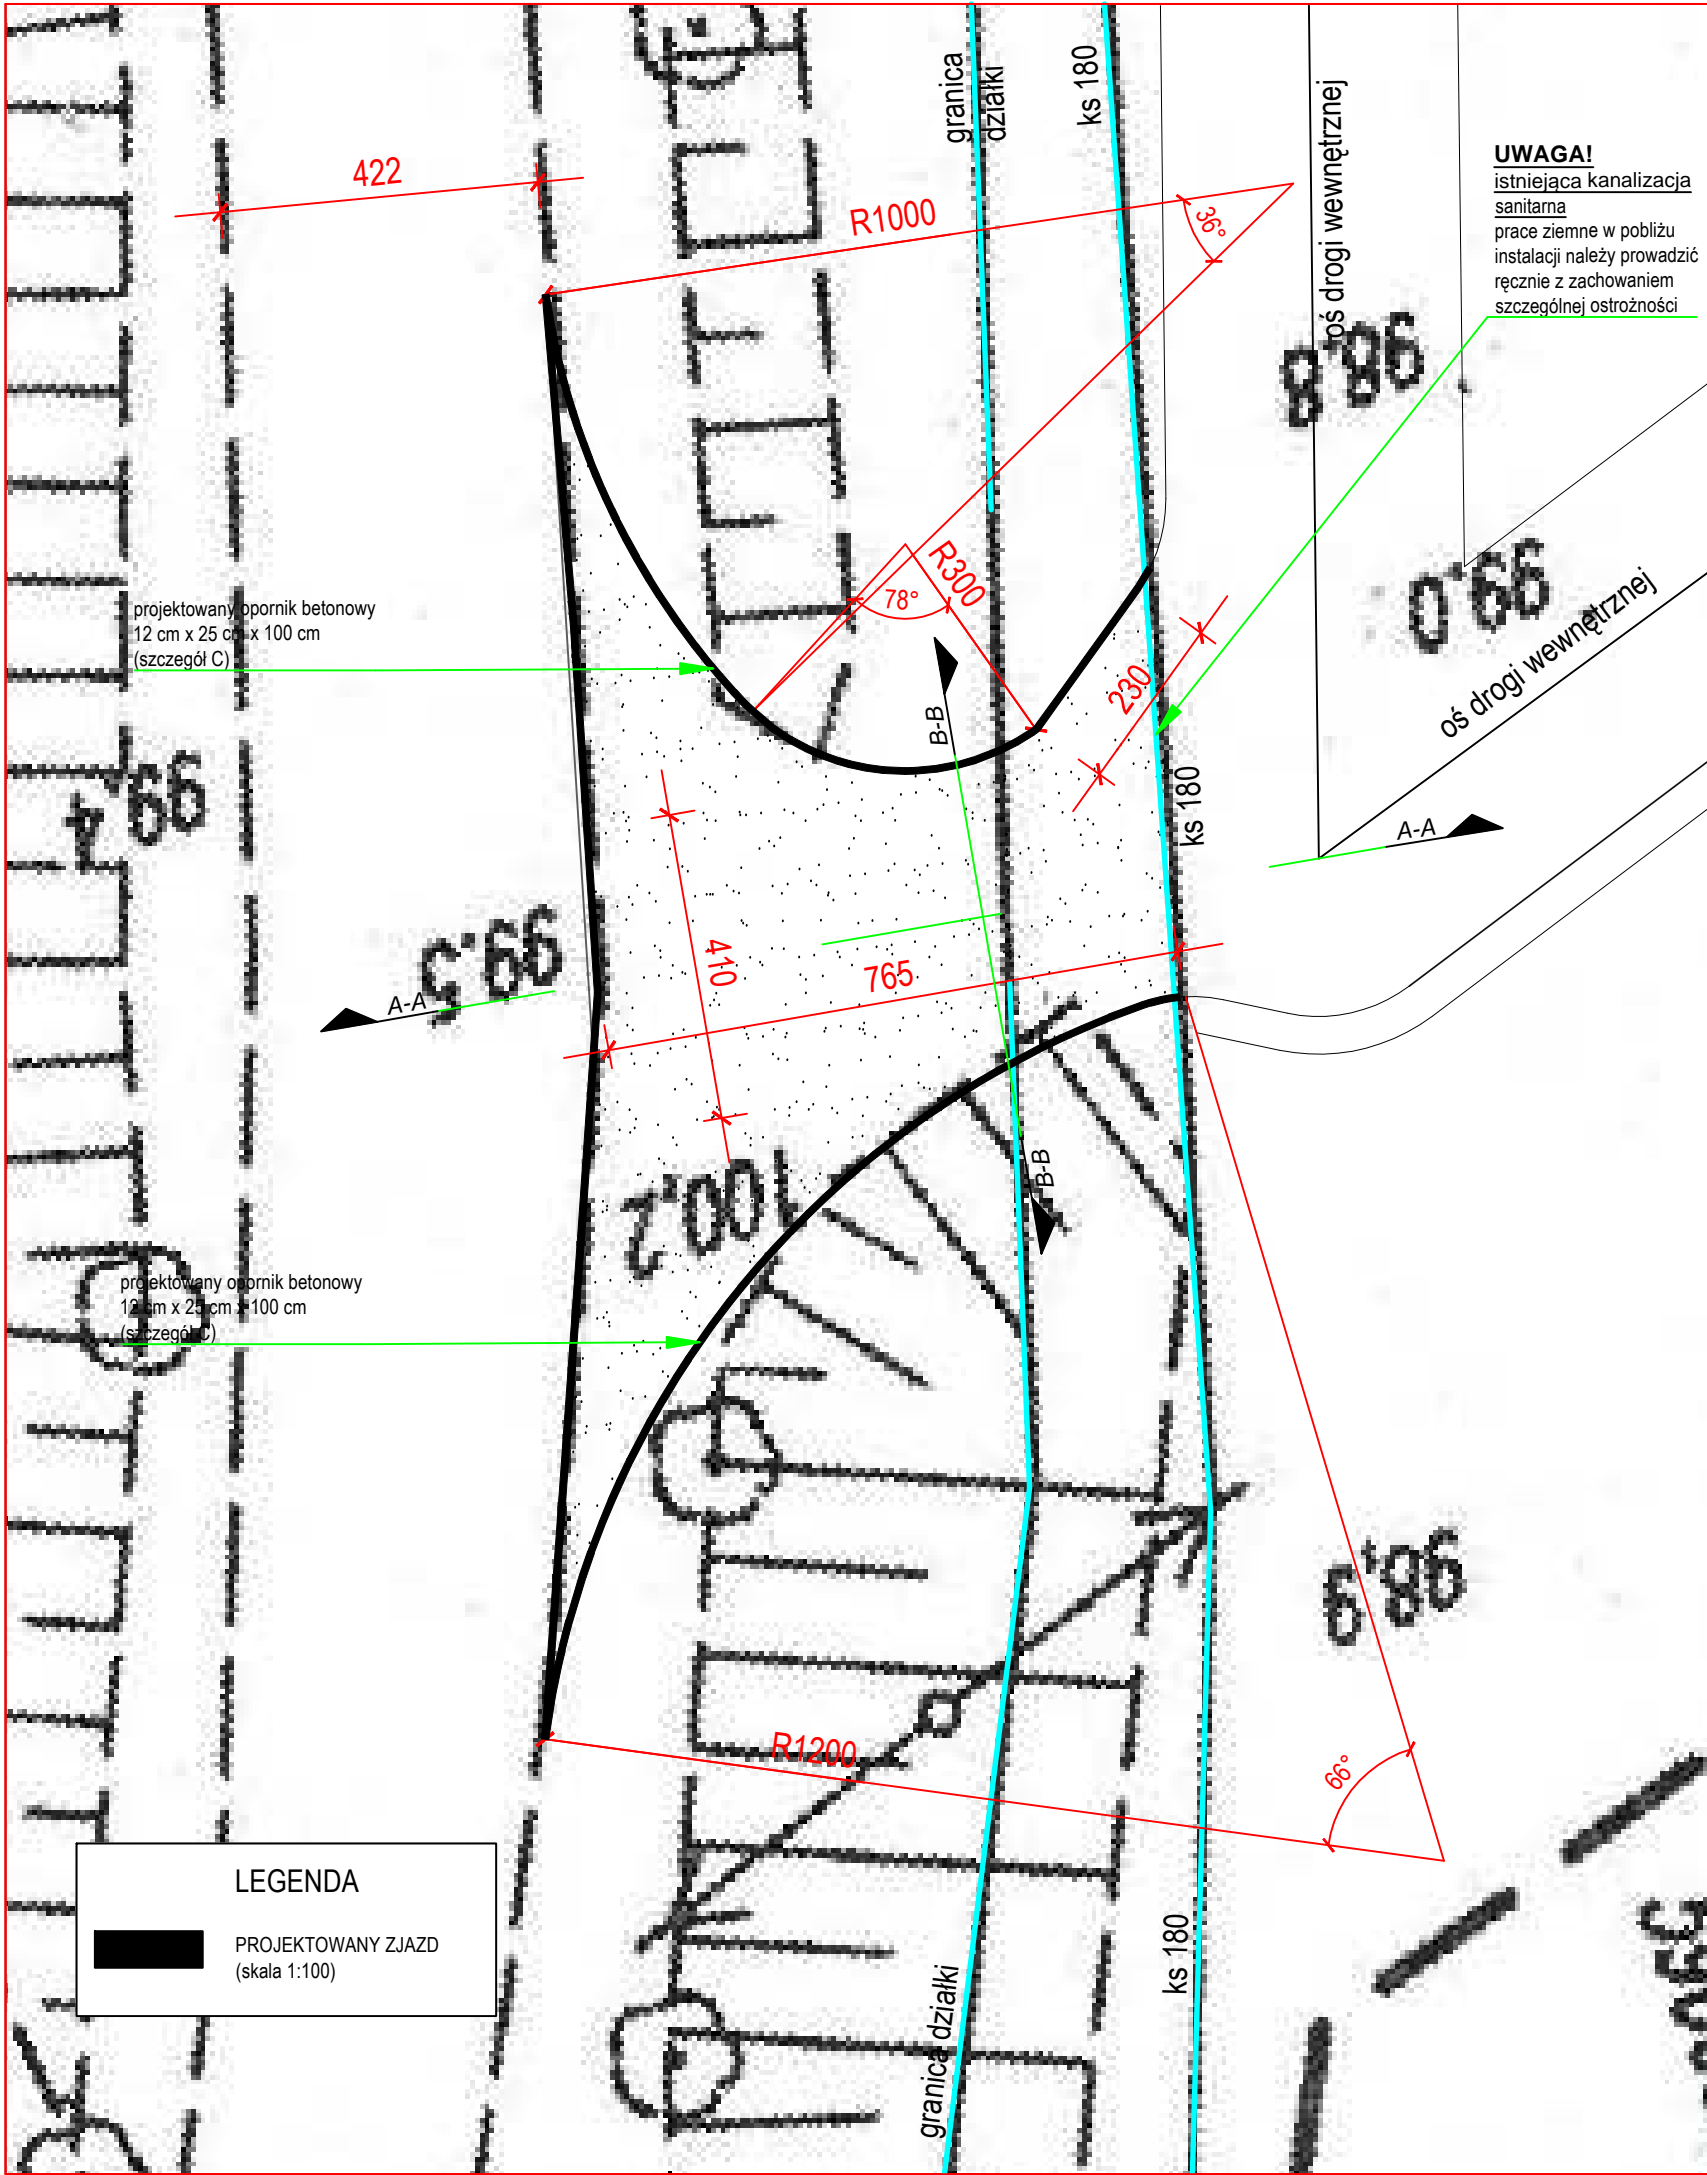 granica
działki
ks 180
oś drogi wewnętrznej
UWAGA!
istniejąca kanalizacja
sanitarna
prace ziemne w pobliżu
instalacji należy prowadzić
ręcznie z zachowaniem
szczególnej ostrożności
422
R1000
36°
98,8
R300
78°
projektowany opornik betonowy
12 cm x 25 cm x 100 cm
(szczegół C)
99,0
oś drogi wewnętrznej
230
B-B
99,4
ks 180
A-A
99,5
A-A
410
765
B-B
100,2
projektowany opornik betonowy
12 cm x 25 cm x 100 cm
(szczegół C)
98,9
R1200
66°
LEGENDA
PROJEKTOWANY ZJAZD
(skala 1:100)
ks 180
granica działki